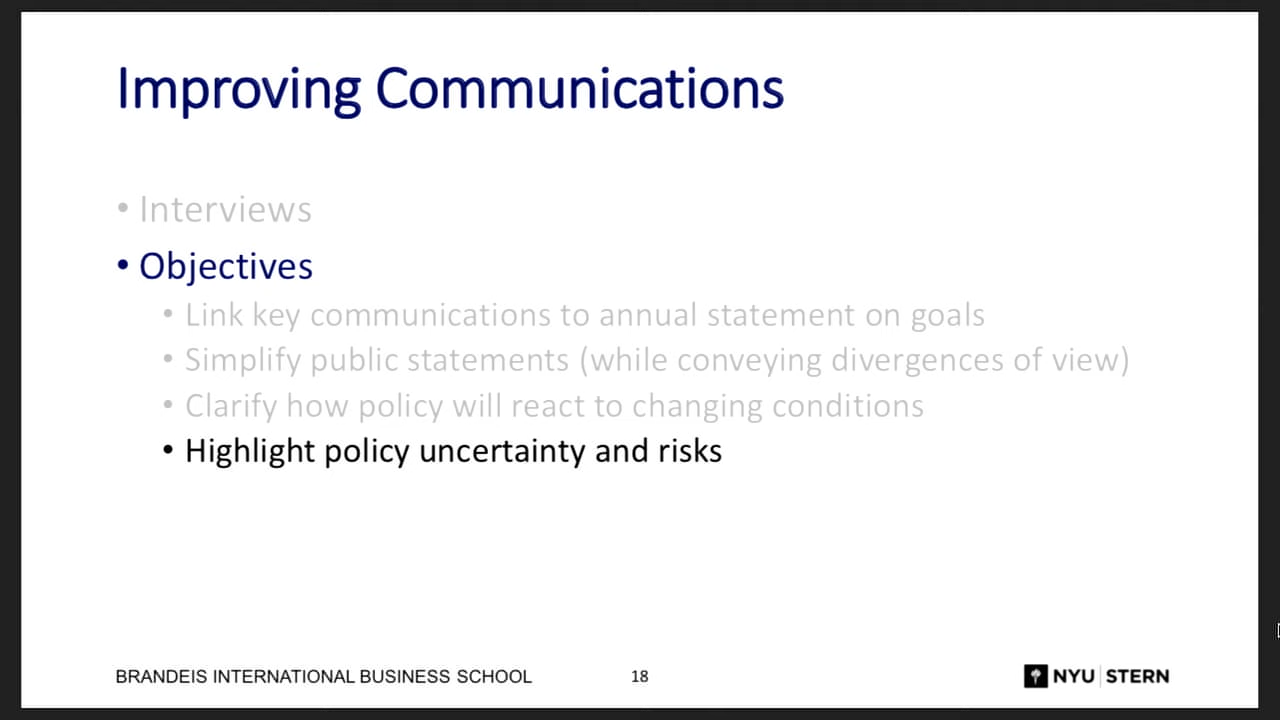 Improving Communications
• Interviews
• Objectives
• Link key communications to annual statement on goals
• Simplify public statements (while conveying divergences of view)
• Clarify how policy will react to changing conditions
• Highlight policy uncertainty and risks
BRANDEIS INTERNATIONAL BUSINESS SCHOOL 18 NYU STERN